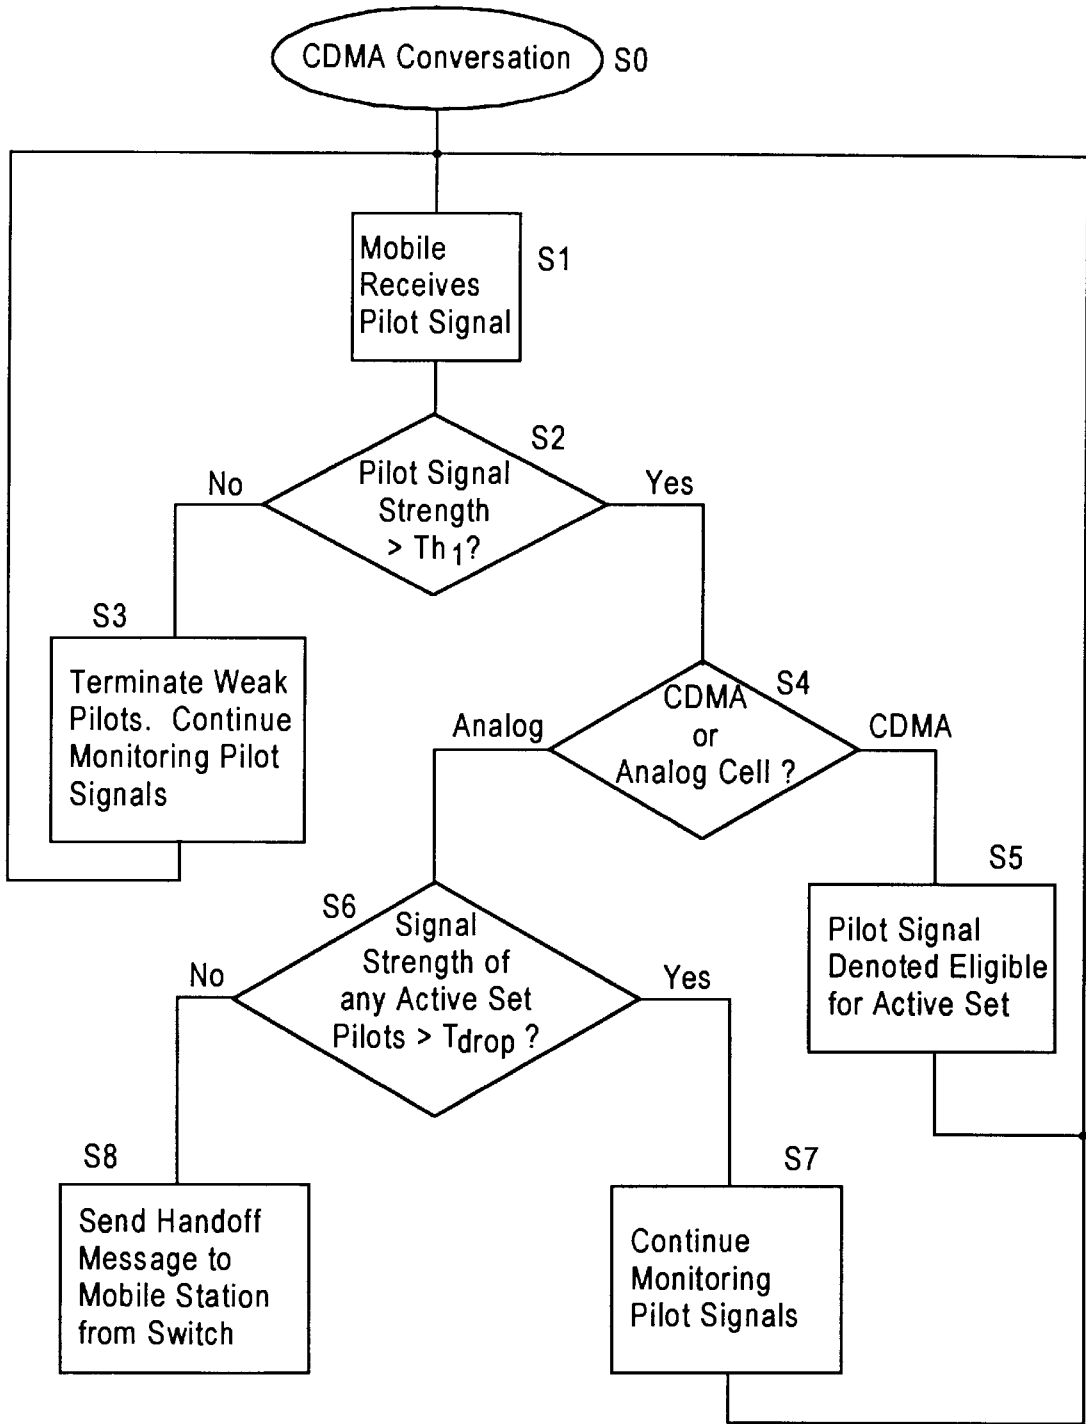 CDMA Conversation
S0
Mobile
Receives
Pilot Signal
S1
S2
Pilot Signal
Strength
> Th1?
No
Yes
S3
Terminate Weak
Pilots. Continue
Monitoring Pilot
Signals
S4
CDMA
or
Analog Cell ?
Analog
CDMA
S5
Pilot Signal
Denoted Eligible
for Active Set
S6
Signal
Strength of
any Active Set
Pilots > Tdrop ?
No
Yes
S8
Send Handoff
Message to
Mobile Station
from Switch
S7
Continue
Monitoring
Pilot Signals